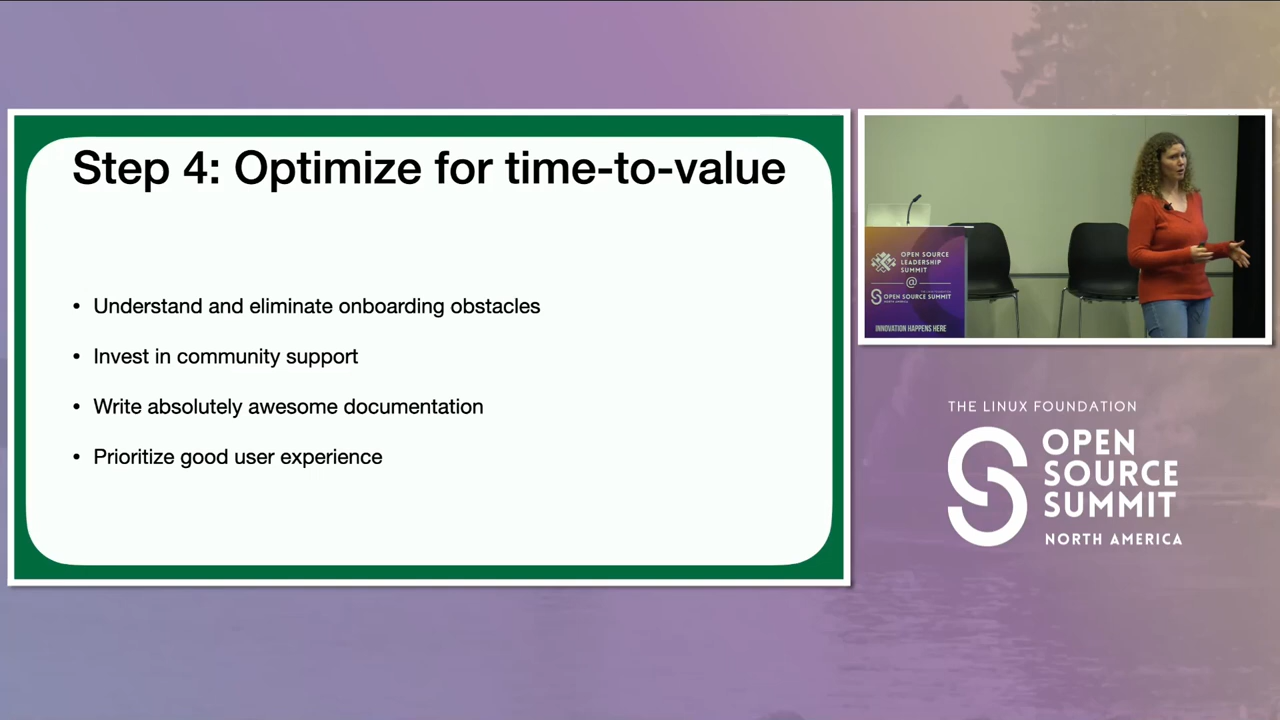 Step 4: Optimize for time-to-value
• Understand and eliminate onboarding obstacles
• Invest in community support
• Write absolutely awesome documentation
• Prioritize good user experience
OPEN SOURCE
LEADERSHIP
SUMMIT
@
OPEN SOURCE SUMMIT
INNOVATION HAPPENS HERE
THE LINUX FOUNDATION
OPEN
SOURCE
SUMMIT
NORTH AMERICA